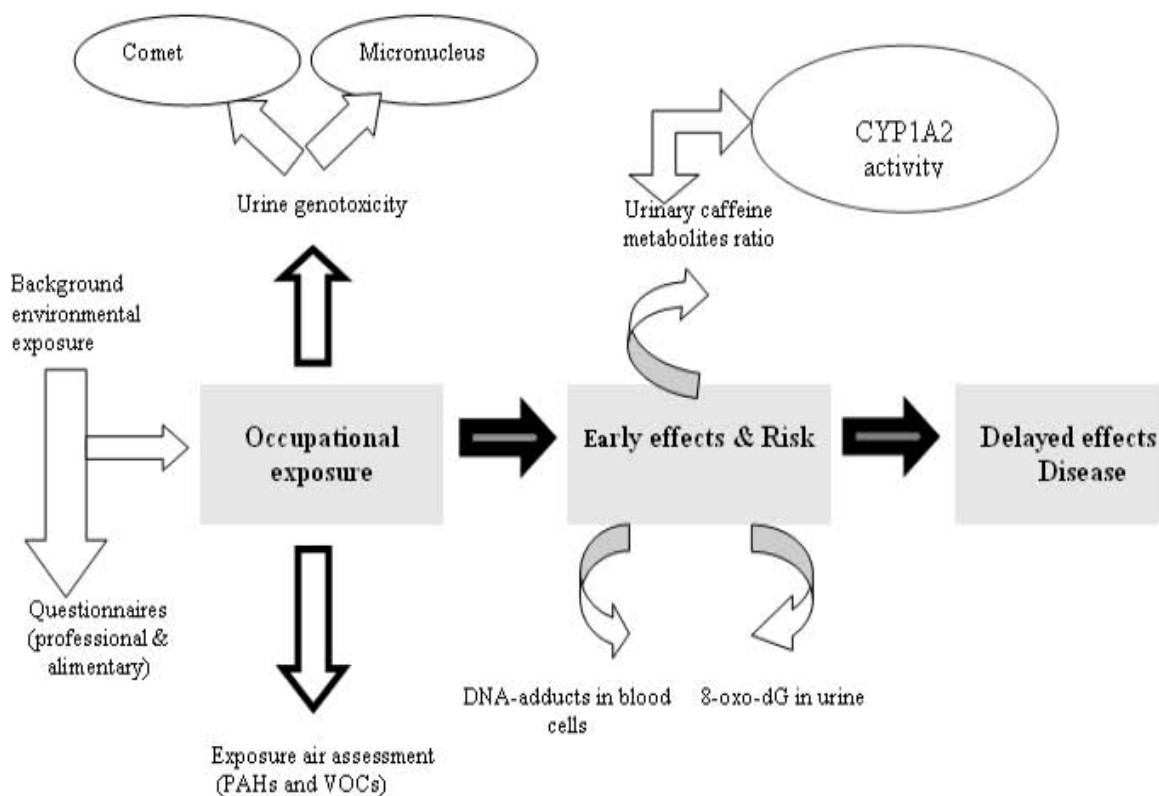 Comet
Micronucleus
CYP1A2
activity
Urine genotoxicity
Urinary caffeine
metabolites ratio
Background
environmental
exposure
Occupational
exposure
Early effects & Risk
Delayed effects
Disease
Questionnaires
(professional &
alimentary)
DNA-adducts in blood
cells
8-oxo-dG in urine
Exposure air assessment
(PAHs and VOCs)